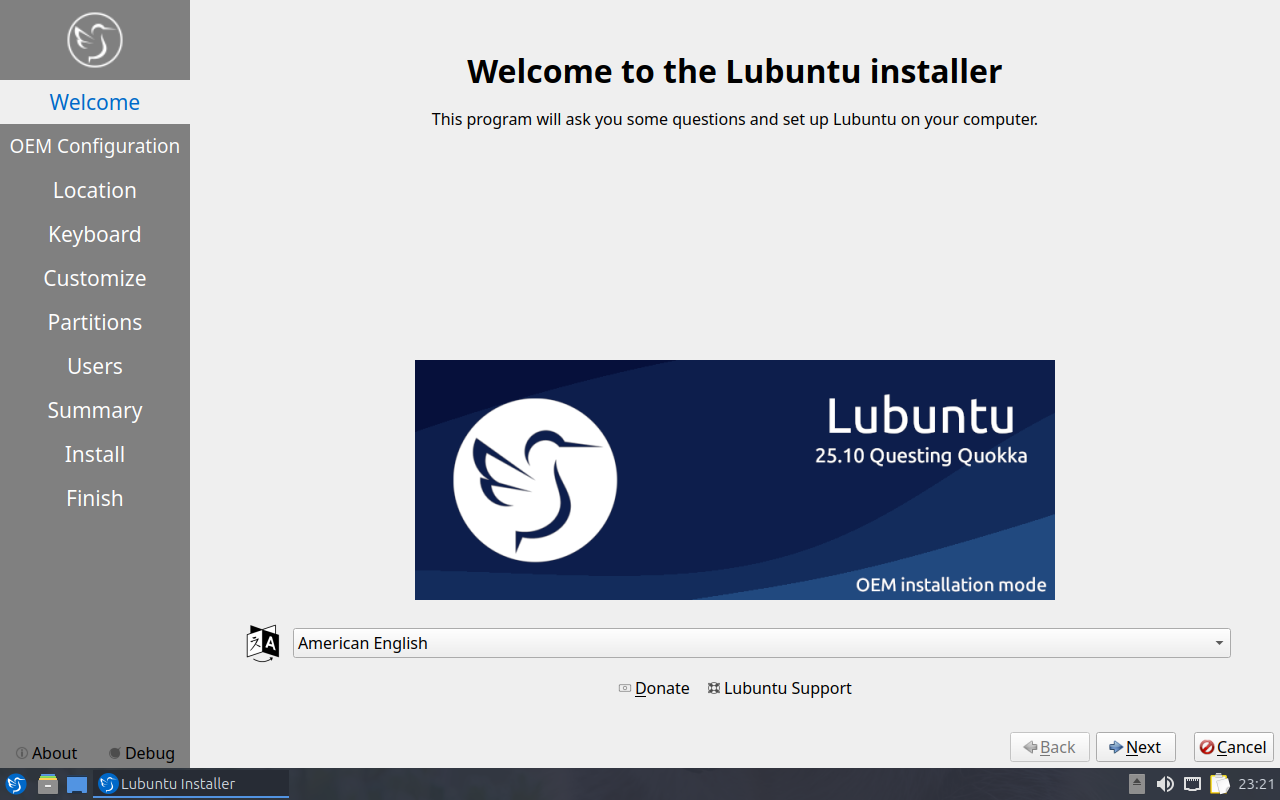 Welcome
OEM Configuration
Location
Keyboard
Customize
Partitions
Users
Summary
Install
Finish
About
Debug
Welcome to the Lubuntu installer
This program will ask you some questions and set up Lubuntu on your computer.
Lubuntu
25.10 Questing Quokka
OEM installation mode
文 A
American English
Donate
Lubuntu Support
Back
Next
Cancel
Lubuntu Installer
23:21